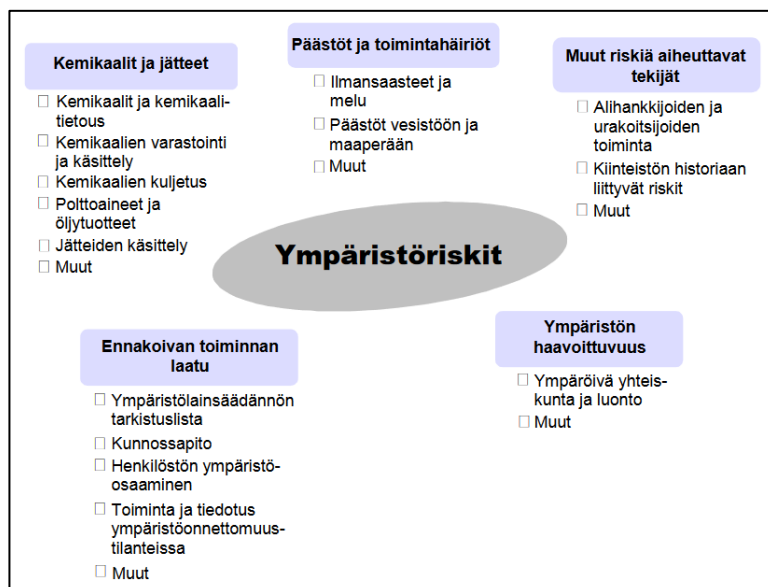 Kemikaalit ja jätteet
☐ Kemikaalit ja kemikaali-
tietous
☐ Kemikaalien varastointi
ja käsittely
☐ Kemikaalien kuljetus
☐ Polttoaineet ja
öljytuotteet
☐ Jätteiden käsittely
☐ Muut
Päästöt ja toimintahäiriöt
☐ Ilmansaasteet ja
melu
☐ Päästöt vesistöön ja
maaperään
☐ Muut
Muut riskiä aiheuttavat
tekijät
☐ Alihankkijoiden ja
urakoitsijoiden
toiminta
☐ Kiinteistön historiaan
liittyvät riskit
☐ Muut
Ympäristöriskit
Ennakoivan toiminnan
laatu
☐ Ympäristölainsäädännön
tarkistuslista
☐ Kunnossapito
☐ Henkilöstön ympäristö-
osaaminen
☐ Toiminta ja tiedotus
ympäristöonnettomuus-
tilanteissa
☐ Muut
Ympäristön
haavoittuvuus
☐ Ympäröivä yhteis-
kunta ja luonto
☐ Muut